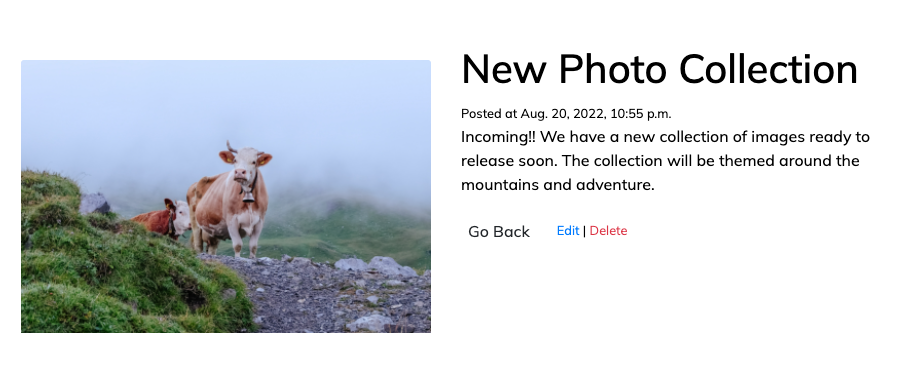 New Photo Collection
Posted at Aug. 20, 2022, 10:55 p.m.
Incoming!! We have a new collection of images ready to
release soon. The collection will be themed around the
mountains and adventure.
Go Back Edit | Delete